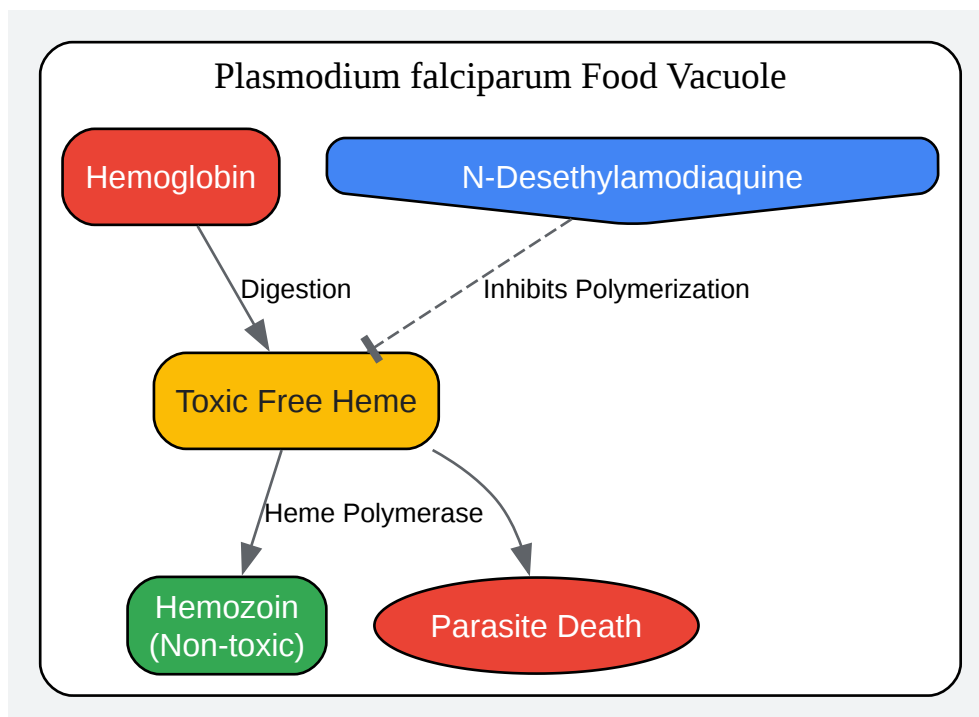 Plasmodium falciparum Food Vacuole
Hemoglobin
N-Desethylamodiaquine
Digestion
Inhibits Polymerization
Toxic Free Heme
Heme Polymerase
Hemozoin
(Non-toxic)
Parasite Death